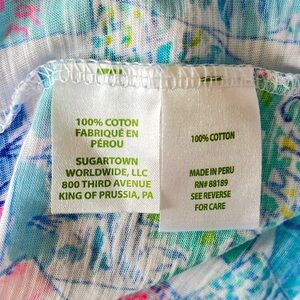 100% COTON
FABRIQUÉ EN
PÉROU
SUGARTOWN
WORLDWIDE, LLC
800 THIRD AVENUE
KING OF PRUSSIA, PA
100% COTTON
MADE IN PERU
RN# 88189
SEE REVERSE
FOR CARE